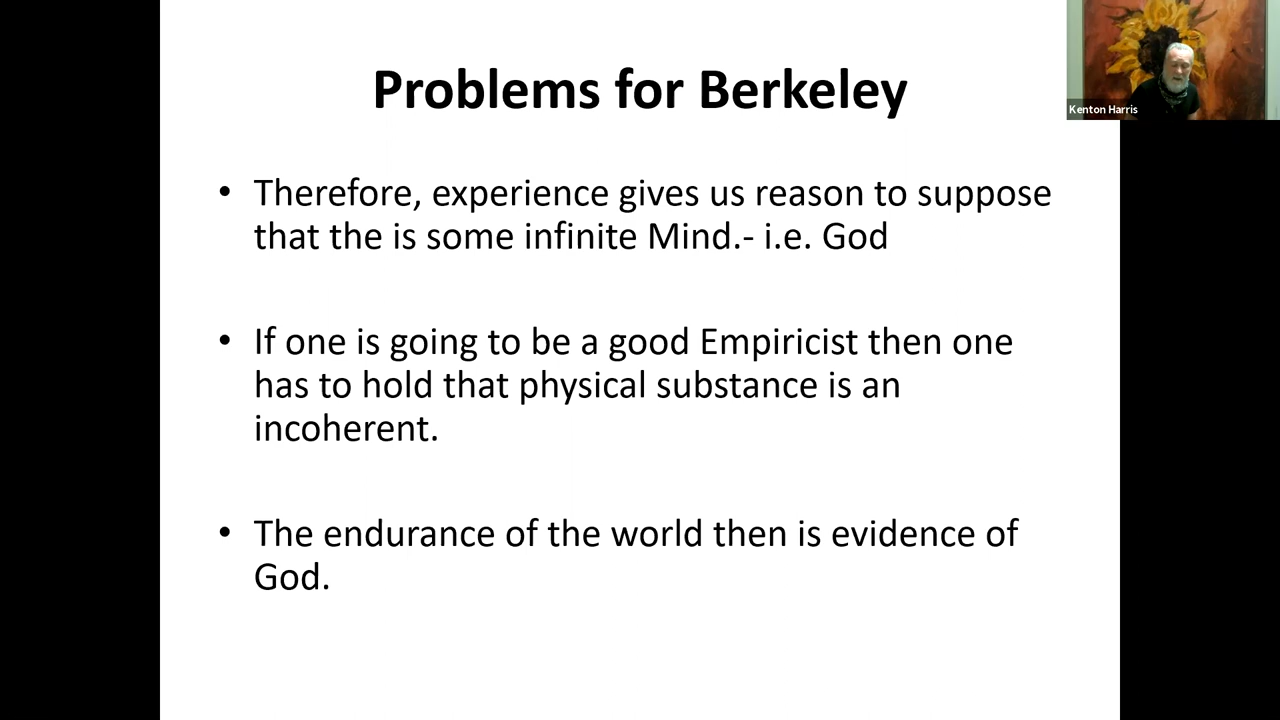 Problems for Berkeley
Kenton Harris
• Therefore, experience gives us reason to suppose
that the is some infinite Mind.- i.e. God
• If one is going to be a good Empiricist then one
has to hold that physical substance is an
incoherent.
• The endurance of the world then is evidence of
God.